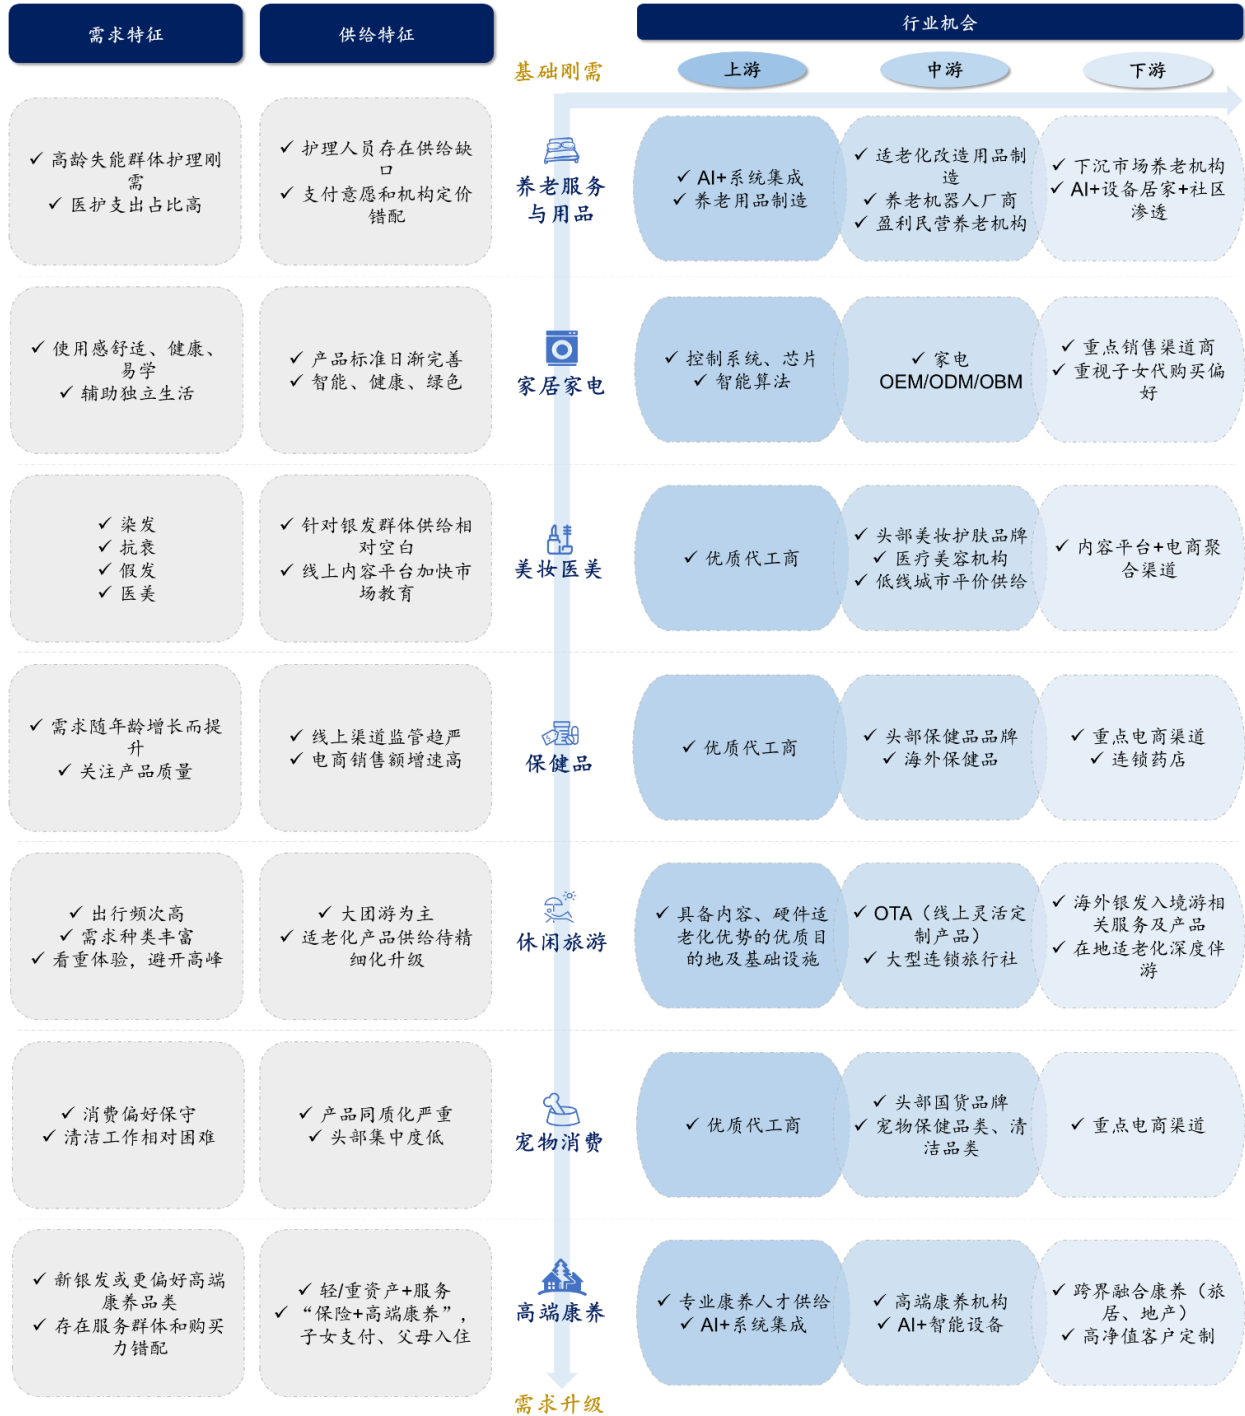 需求特征
供给特征
行业机会
基础刚需
上游
中游
下游
✓ 高龄失能群体护理刚
需
✓ 医护支出占比高
✓ 护理人员存在供给缺
口
✓ 支付意愿和机构定价
错配
养老服务
与用品
✓ AI+系统集成
✓ 养老用品制造
✓ 适老化改造用品制
造
✓ 养老机器人厂商
✓ 盈利民营养老机构
✓ 下沉市场养老机构
✓ AI+设备居家+社区
渗透
✓ 使用感舒适、健康、
易学
✓ 辅助独立生活
✓ 产品标准日渐完善
✓ 智能、健康、绿色
家居家电
✓ 控制系统、芯片
✓ 智能算法
✓ 家电
OEM/ODM/OBM
✓ 重点销售渠道商
✓ 重视子女代购买偏
好
✓ 染发
✓ 抗衰
✓ 假发
✓ 医美
✓ 针对银发群体供给相
对空白
✓ 线上内容平台加快市
场教育
美妆医美
✓ 优质代工商
✓ 头部美妆护肤品牌
✓ 医疗美容机构
✓ 低线城市平价供给
✓ 内容平台+电商聚
合渠道
✓ 需求随年龄增长而提
升
✓ 关注产品质量
✓ 线上渠道监管趋严
✓ 电商销售额增速高
保健品
✓ 优质代工商
✓ 头部保健品品牌
✓ 海外保健品
✓ 重点电商渠道
✓ 连锁药店
✓ 出行频次高
✓ 需求种类丰富
✓ 看重体验，避开高峰
✓ 大团游为主
✓ 适老化产品供给待精
细化升级
休闲旅游
✓ 具备内容、硬件适
老化优势的优质目
的地及基础设施
✓ OTA（线上灵活定
制产品）
✓ 大型连锁旅行社
✓ 海外银发入境游相
关服务及产品
✓ 在地适老化深度伴
游
✓ 消费偏好保守
✓ 清洁工作相对困难
✓ 产品同质化严重
✓ 头部集中度低
宠物消费
✓ 优质代工商
✓ 头部国货品牌
✓ 宠物保健品类、清
洁品类
✓ 重点电商渠道
✓ 新银发或更偏好高端
康养品类
✓ 存在服务群体和购买
力错配
✓ 轻/重资产+服务
✓ “保险+高端康养”，
子女支付、父母入住
高端康养
✓ 专业康养人才供给
✓ AI+系统集成
✓ 高端康养机构
✓ AI+智能设备
✓ 跨界融合康养（旅
居、地产）
✓ 高净值客户定制
需求升级